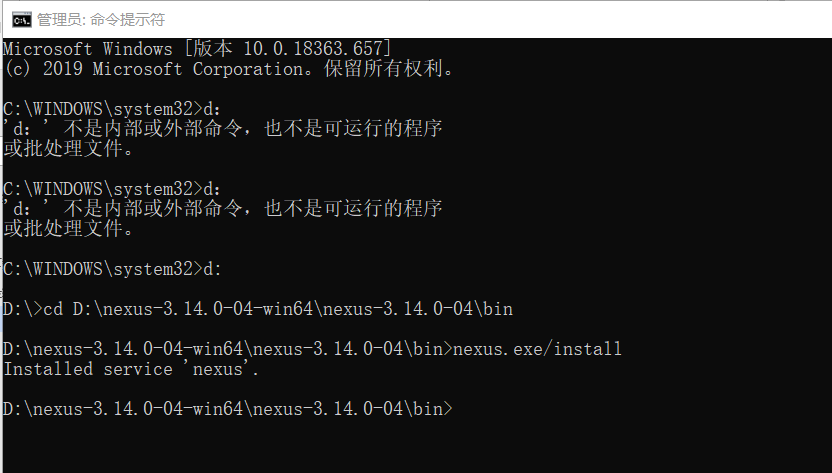 管理员: 命令提示符
Microsoft Windows [版本 10.0.18363.657]
(c) 2019 Microsoft Corporation。保留所有权利。
C:\WINDOWS\system32>d：
'd：' 不是内部或外部命令，也不是可运行的程序
或批处理文件。
C:\WINDOWS\system32>d：
'd：' 不是内部或外部命令，也不是可运行的程序
或批处理文件。
C:\WINDOWS\system32>d:
D:\>cd D:\nexus-3.14.0-04-win64\nexus-3.14.0-04\bin
D:\nexus-3.14.0-04-win64\nexus-3.14.0-04\bin>nexus.exe/install
Installed service 'nexus'.
D:\nexus-3.14.0-04-win64\nexus-3.14.0-04\bin>